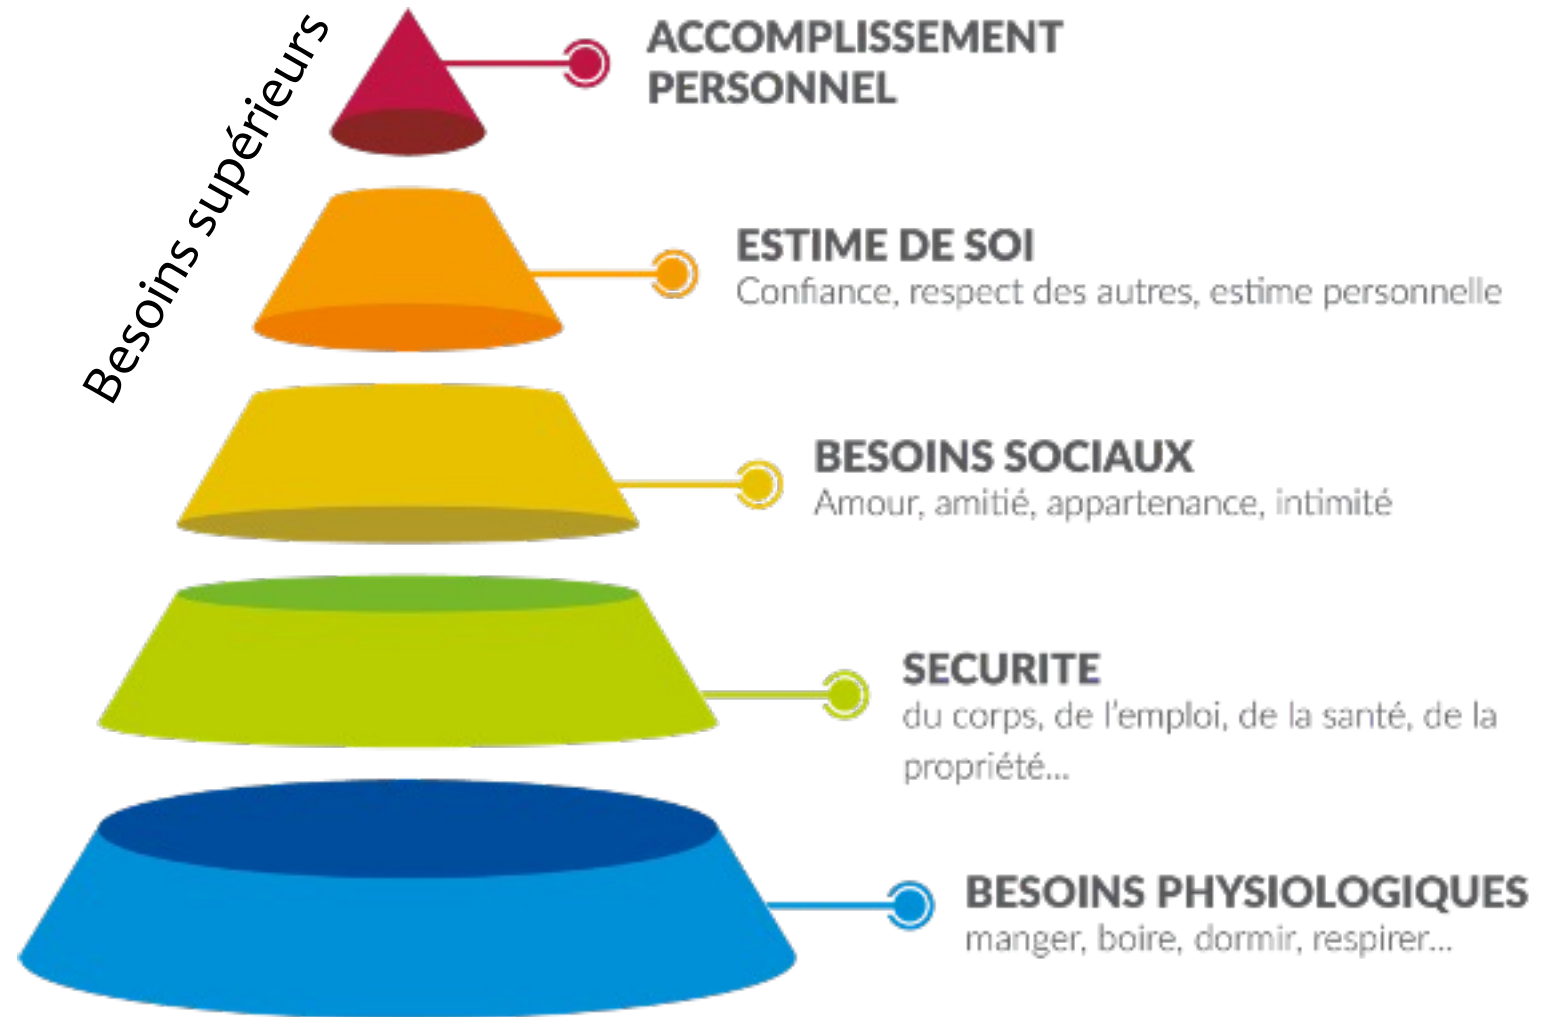 Besoins supérieurs
ACCOMPLISSEMENT
PERSONNEL
ESTIME DE SOI
Confiance, respect des autres, estime personnelle
BESOINS SOCIAUX
Amour, amitié, appartenance, intimité
SECURITE
du corps, de l'emploi, de la santé, de la
propriété...
BESOINS PHYSIOLOGIQUES
manger, boire, dormir, respirer...